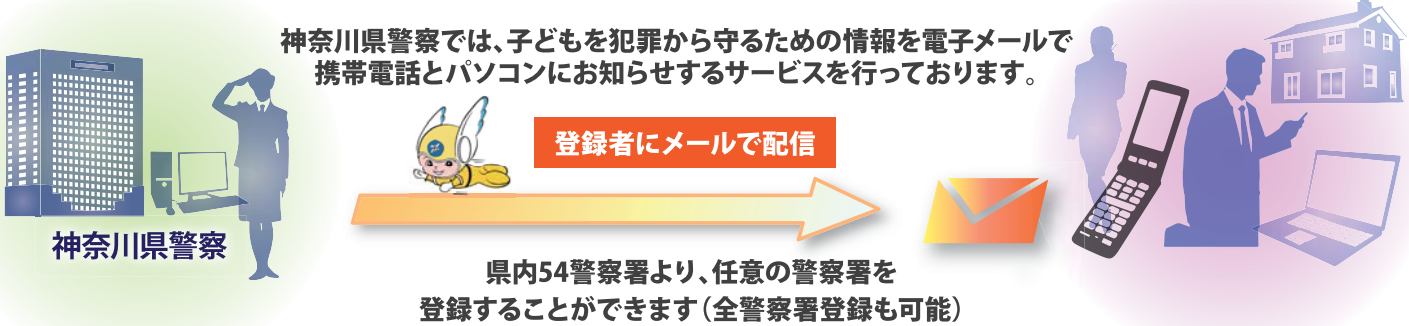 神奈川県警察では、子どもを犯罪から守るための情報を電子メールで
携帯電話とパソコンにお知らせするサービスを行っております。
登録者にメールで配信
神奈川県警察
県内54警察署より、任意の警察署を
登録することができます（全警察署登録も可能）